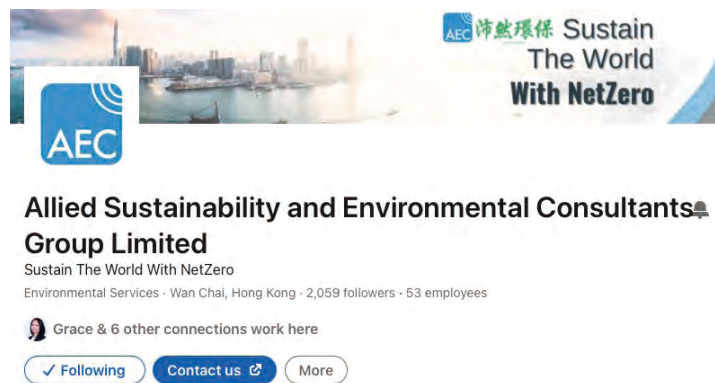 AEC 沛然環保 Sustain
The World
With NetZero
AEC
Allied Sustainability and Environmental Consultants
Group Limited
Sustain The World With NetZero
Environmental Services · Wan Chai, Hong Kong · 2,059 followers · 53 employees
Grace & 6 other connections work here
✓ Following
Contact us
More